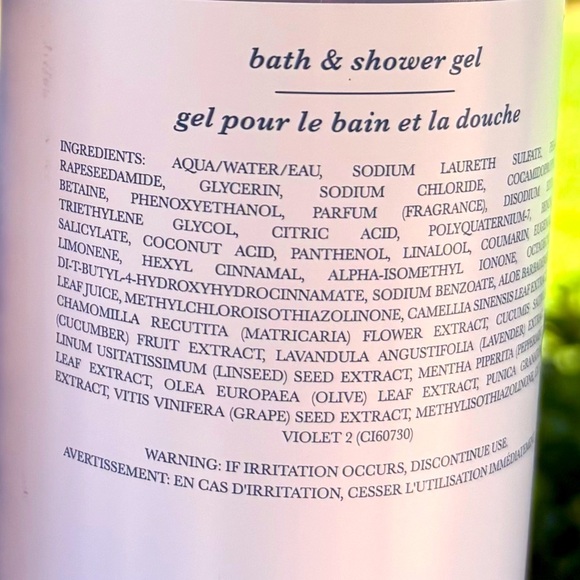 bath & shower gel
gel pour le bain et la douche
INGREDIENTS: AQUA/WATER/EAU, SODIUM LAURETH SULFATE,
RAPESEEDAMIDE, GLYCERIN, SODIUM CHLORIDE,
BETAINE, PHENOXYETHANOL, PARFUM (FRAGRANCE), DISODIUM
TRIETHYLENE GLYCOL, CITRIC ACID, POLYQUATERNIUM-7,
SALICYLATE, COCONUT ACID, PANTHENOL, LINALOOL, COUMARIN,
LIMONENE, HEXYL CINNAMAL, ALPHA-ISOMETHYL IONONE,
DI-T-BUTYL-4-HYDROXYHYDROCINNAMATE, SODIUM BENZOATE, ALOE
LEAF JUICE, METHYLCHLOROISOTHIAZOLINONE, CAMELLIA SINENSIS LEAF
CHAMOMILLA RECUTITA (MATRICARIA) FLOWER EXTRACT, CUCUMIS
(CUCUMBER) FRUIT EXTRACT, LAVANDULA ANGUSTIFOLIA (LAVENDER)
LINUM USITATISSIMUM (LINSEED) SEED EXTRACT, MENTHA PIPERITA
LEAF EXTRACT, OLEA EUROPAEA (OLIVE) LEAF EXTRACT, PUNICA
EXTRACT, VITIS VINIFERA (GRAPE) SEED EXTRACT, METHYLISOTHIAZOLINONE,
VIOLET 2 (CI60730)
WARNING: IF IRRITATION OCCURS, DISCONTINUE USE.
AVERTISSEMENT: EN CAS D'IRRITATION, CESSER L'UTILISATION